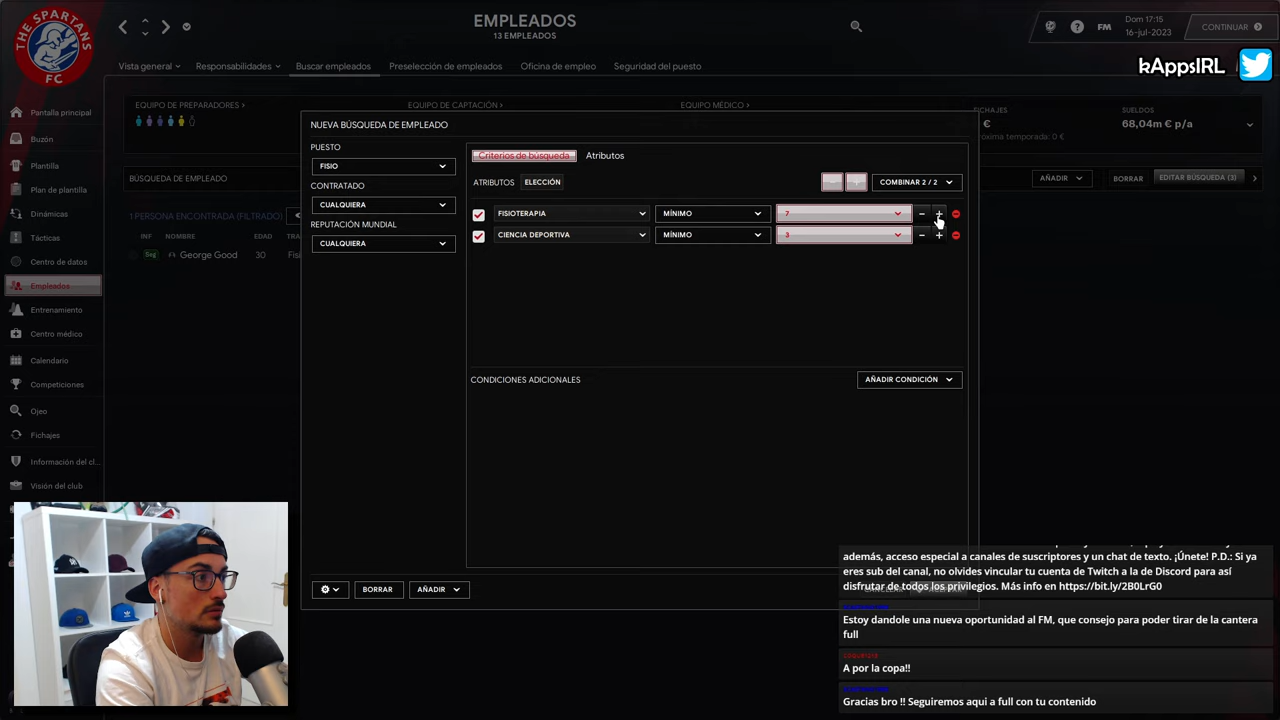 THE SPARTANS
FC
EMPLEADOS
13 EMPLEADOS
FM
Dom 17:15
16-jul-2023
CONTINUAR
kAppsIRL
Vista general
Responsabilidades
Buscar empleados
Preselección de empleados
Oficina de empleo
Seguridad del puesto
EQUIPO DE PREPARADORES >
EQUIPO DE CAPTACIÓN >
EQUIPO MÉDICO >
FICHAJES
€
roxima temporada: 0 €
SUELDOS
68,04m € p/a
BÚSQUEDA DE EMPLEADO
AÑADIR
BORRAR
EDITAR BÚSQUEDA (3)
1 PERSONA ENCONTRADA (FILTRADO)
INF
NOMBRE
EDAD
TRA
Seg
George Good
30
Fisi
Pantalla principal
Buzón
Plantilla
Plan de plantilla
Dinámicas
Tácticas
Centro de datos
Empleados
Entrenamiento
Centro médico
Calendario
Competiciones
Ojeo
Fichajes
Información del cl...
Visión del club
NUEVA BÚSQUEDA DE EMPLEADO
PUESTO
FISIO
CONTRATADO
CUALQUIERA
REPUTACIÓN MUNDIAL
CUALQUIERA
Criterios de búsqueda
Atributos
ATRIBUTOS
ELECCIÓN
COMBINAR 2 / 2
FISIOTERAPIA
MÍNIMO
7
CIENCIA DEPORTIVA
MÍNIMO
3
CONDICIONES ADICIONALES
AÑADIR CONDICIÓN
BORRAR
AÑADIR
además, acceso especial a canales de suscriptores y un chat de texto. ¡Únete! P.D.: Si ya
eres sub del canal, no olvides vincular tu cuenta de Twitch a la de Discord para así
disfrutar de todos los privilegios. Más info en https://bit.ly/2B0LrG0
Estoy dandole una nueva oportunidad al FM, que consejo para poder tirar de la cantera
full
A por la copa!!
Gracias bro !! Seguiremos aqui a full con tu contenido